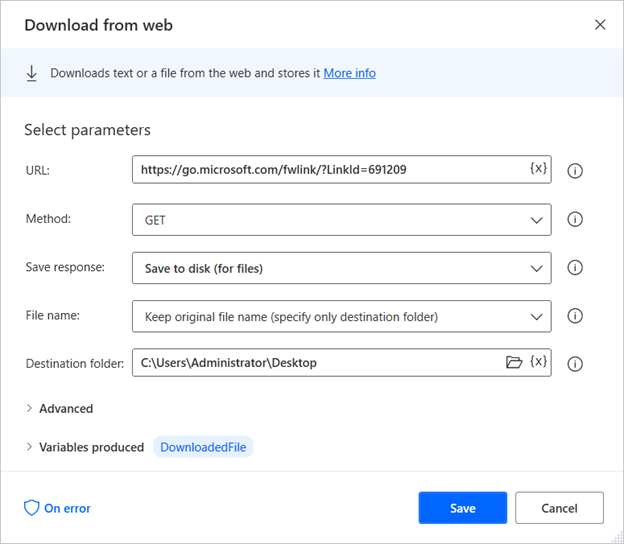 Download from web
Downloads text or a file from the web and stores it More info
Select parameters
URL: https://go.microsoft.com/fwlink/?LinkId=691209 {x}
Method: GET
Save response: Save to disk (for files)
File name: Keep original file name (specify only destination folder)
Destination folder: C:\Users\Administrator\Desktop {x}
Advanced
Variables produced DownloadedFile
On error Save Cancel